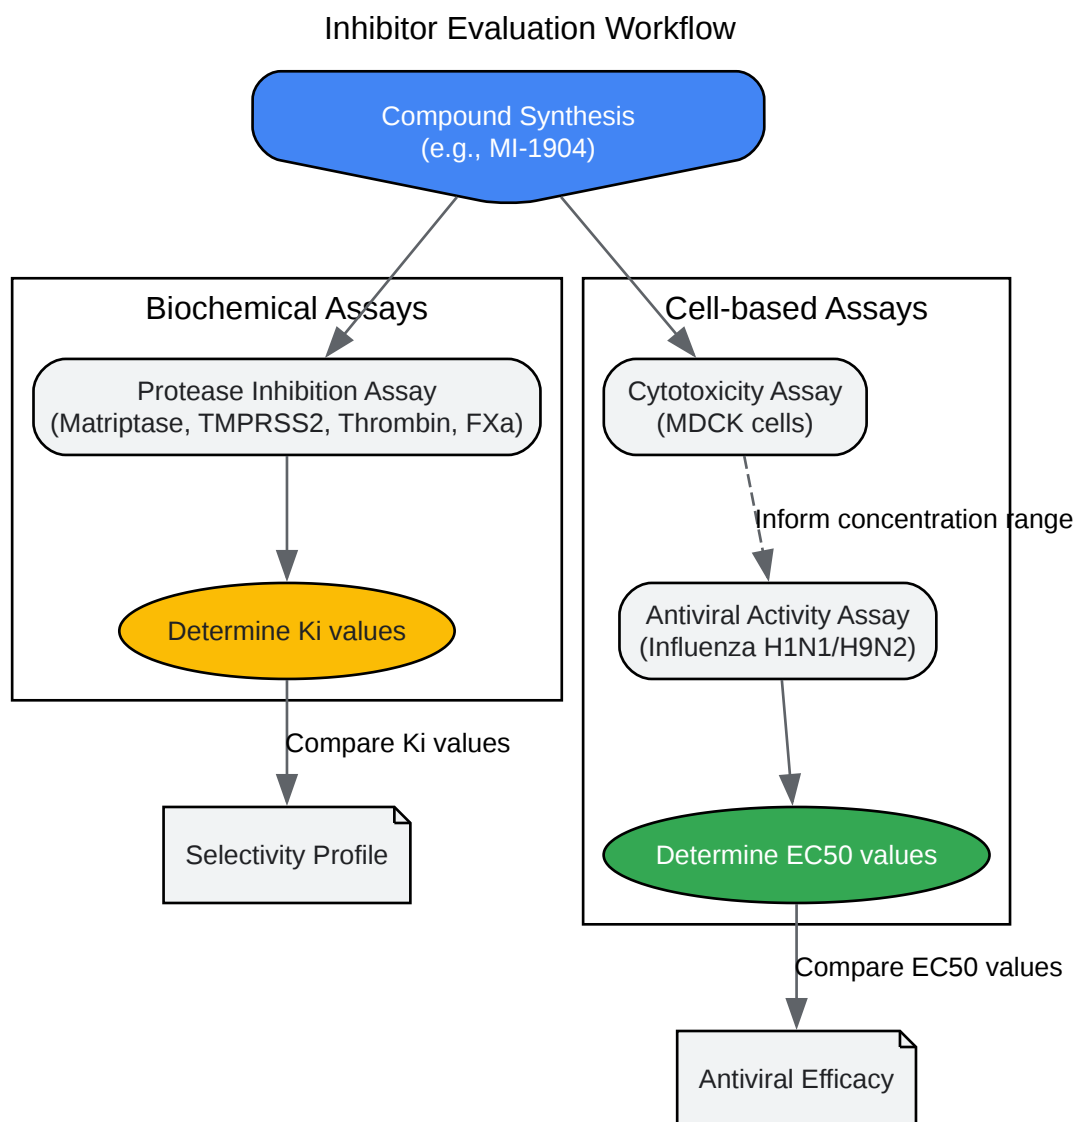 Inhibitor Evaluation Workflow
Compound Synthesis
(e.g., MI-1904)
Biochemical Assays
Protease Inhibition Assay
(Matriptase, TMPRSS2, Thrombin, FXa)
Determine Ki values
Compare Ki values
Selectivity Profile
Cell-based Assays
Cytotoxicity Assay
(MDCK cells)
Inform concentration range
Antiviral Activity Assay
(Influenza H1N1/H9N2)
Determine EC50 values
Compare EC50 values
Antiviral Efficacy